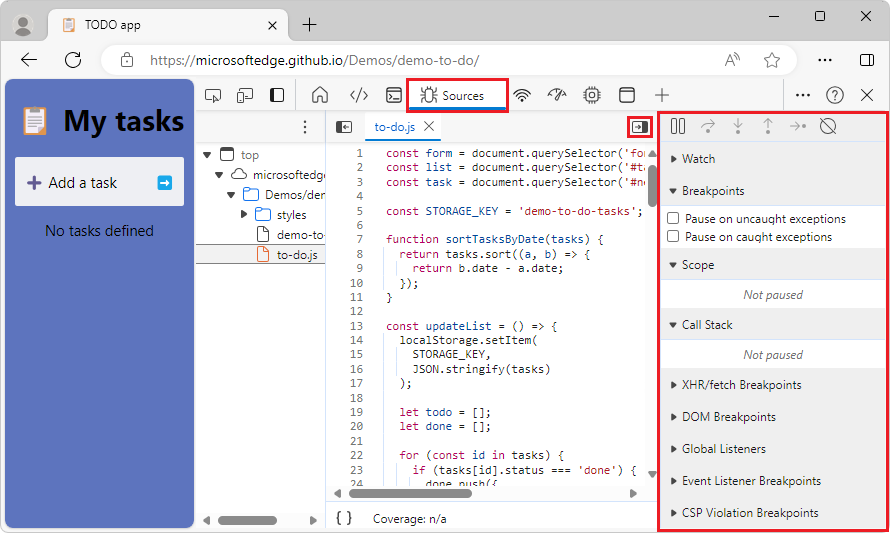 TODO app
https://microsoftedge.github.io/Demos/demo-to-do/
My tasks
Add a task
No tasks defined
Sources
top
microsoftedge
Demos/dem
styles
demo-to-
to-do.js
to-do.js
1 const form = document.querySelector('for
2 const list = document.querySelector('#ta
3 const task = document.querySelector('#ne
4
5 const STORAGE_KEY = 'demo-to-do-tasks';
6
7 function sortTasksByDate(tasks) {
8 return tasks.sort((a, b) => {
9 return b.date - a.date;
10 });
11 }
12
13 const updateList = () => {
14 localStorage.setItem(
15 STORAGE_KEY,
16 JSON.stringify(tasks)
17 );
18
19 let todo = [];
20 let done = [];
21
22 for (const id in tasks) {
23 if (tasks[id].status === 'done') {
24 done.push({
{ } Coverage: n/a
Watch
Breakpoints
Pause on uncaught exceptions
Pause on caught exceptions
Scope
Not paused
Call Stack
Not paused
XHR/fetch Breakpoints
DOM Breakpoints
Global Listeners
Event Listener Breakpoints
CSP Violation Breakpoints